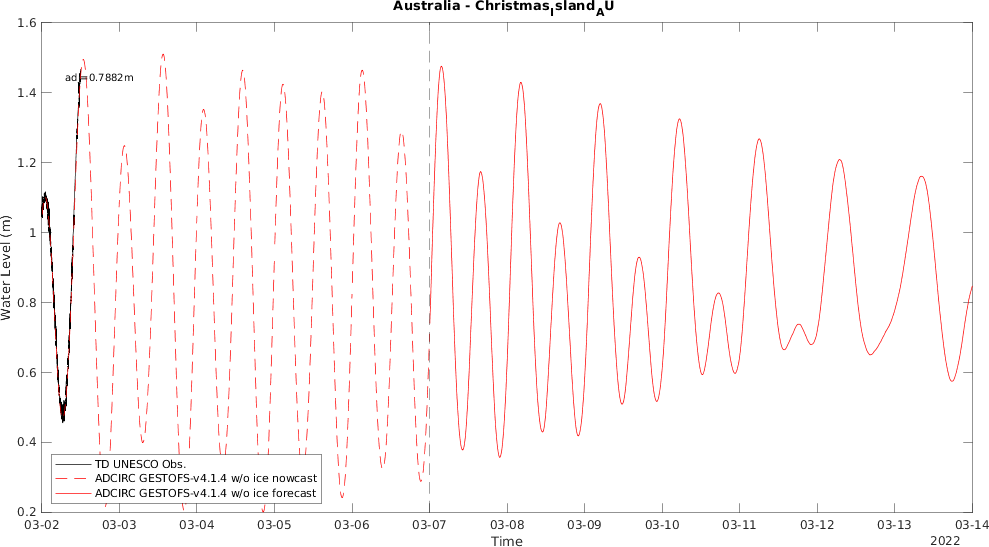 Australia - ChristmasIslandAU
Water Level (m)
1.6
1.4
1.2
1
0.8
0.6
0.4
0.2
adj=0.7882m
TD UNESCO Obs.
ADCIRC GESTOFS-v4.1.4 w/o ice nowcast
ADCIRC GESTOFS-v4.1.4 w/o ice forecast
03-02 03-03 03-04 03-05 03-06 03-07 03-08 03-09 03-10 03-11 03-12 03-13 03-14
Time
2022